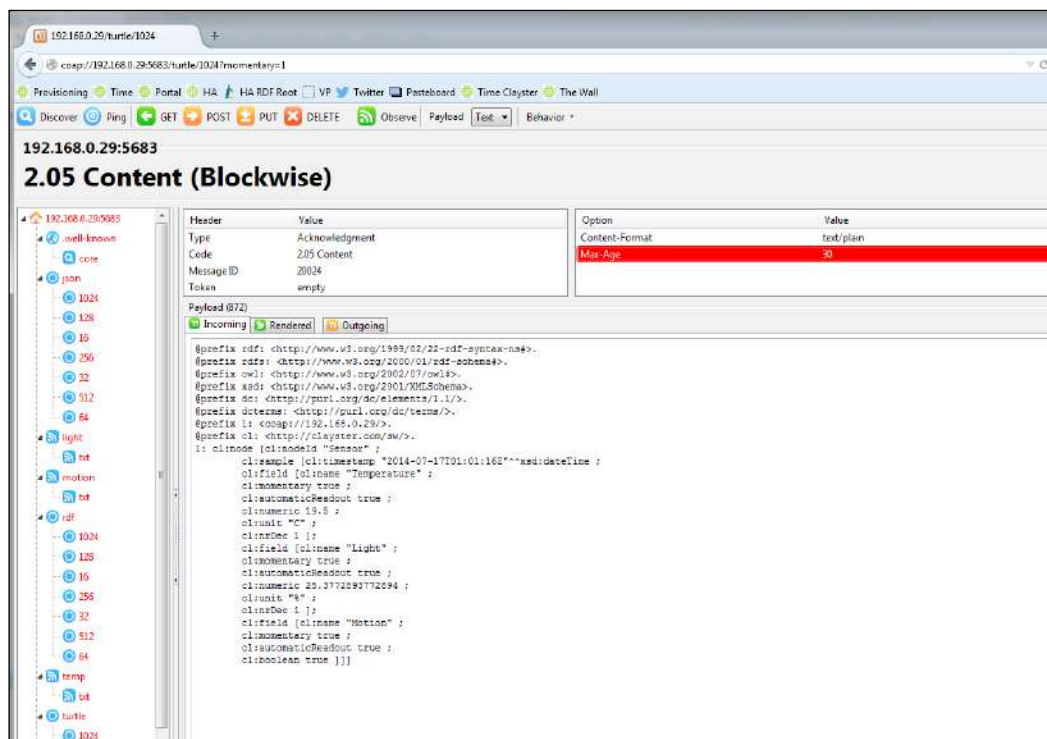 192.168.0.29/turtle/1024
+
coap://192.168.0.29:5683/turtle/1024?momentary=1
Provisioning Time Portal HA HA RDF Root VP Twitter Pasteboard Time Clayster The Wall
Discover Ping GET POST PUT DELETE Observe Payload Text Behavior
192.168.0.29:5683
2.05 Content (Blockwise)
192.168.0.29:5683
.well-known
core
json
1024
128
16
256
32
512
64
light
txt
motion
txt
rdf
1024
128
16
256
32
512
64
temp
txt
turtle
1024
Header Value
Type Acknowledgment
Code 2.05 Content
Message ID 20024
Token empty
Option Value
Content-Format text/plain
Max-Age 30
Payload (872)
Incoming Rendered Outgoing
@prefix rdf: <http://www.w3.org/1999/02/22-rdf-syntax-ns#>.
@prefix rdfs: <http://www.w3.org/2000/01/rdf-schema#>.
@prefix owl: <http://www.w3.org/2002/07/owl#>.
@prefix xsd: <http://www.w3.org/2001/XMLSchema>.
@prefix dc: <http://purl.org/dc/elements/1.1/>.
@prefix dcterms: <http://purl.org/dc/terms/>.
@prefix l: <coap://192.168.0.29/>.
@prefix cl: <http://clayster.com/sw/>.
l: cl:node [cl:nodeId "Sensor" ;
cl:sample [cl:timestamp "2014-07-17T01:01:16Z"^^xsd:dateTime ;
cl:field [cl:name "Temperature" ;
cl:momentary true ;
cl:automaticReadout true ;
cl:numeric 19.5 ;
cl:unit "C" ;
cl:nrDec 1 ];
cl:field [cl:name "Light" ;
cl:momentary true ;
cl:automaticReadout true ;
cl:numeric 25.3772893772894 ;
cl:unit "%" ;
cl:nrDec 1 ];
cl:field [cl:name "Motion" ;
cl:momentary true ;
cl:automaticReadout true ;
cl:boolean true ]]]